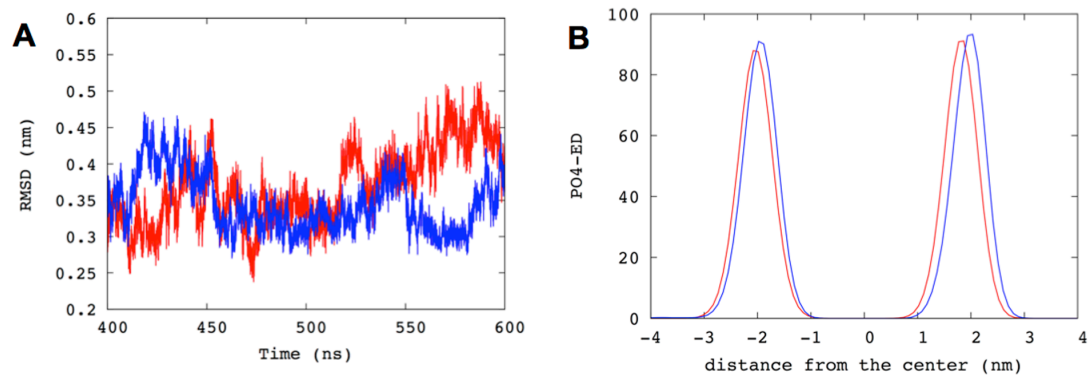 A
0.6
0.55
0.5
0.45
0.4
0.35
0.3
0.25
0.2
RMSD (nm)
400 450 500 550 600
Time (ns)
B
100
80
60
40
20
0
PO4-ED
-4 -3 -2 -1 0 1 2 3 4
distance from the center (nm)